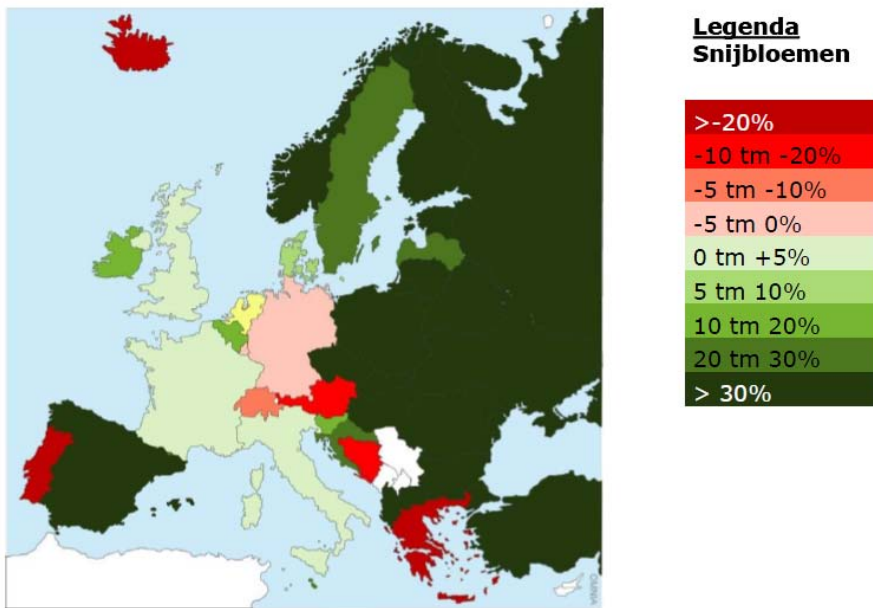 Legenda
Snijbloemen
>-20%
-10 tm -20%
-5 tm -10%
-5 tm 0%
0 tm +5%
5 tm 10%
10 tm 20%
20 tm 30%
> 30%